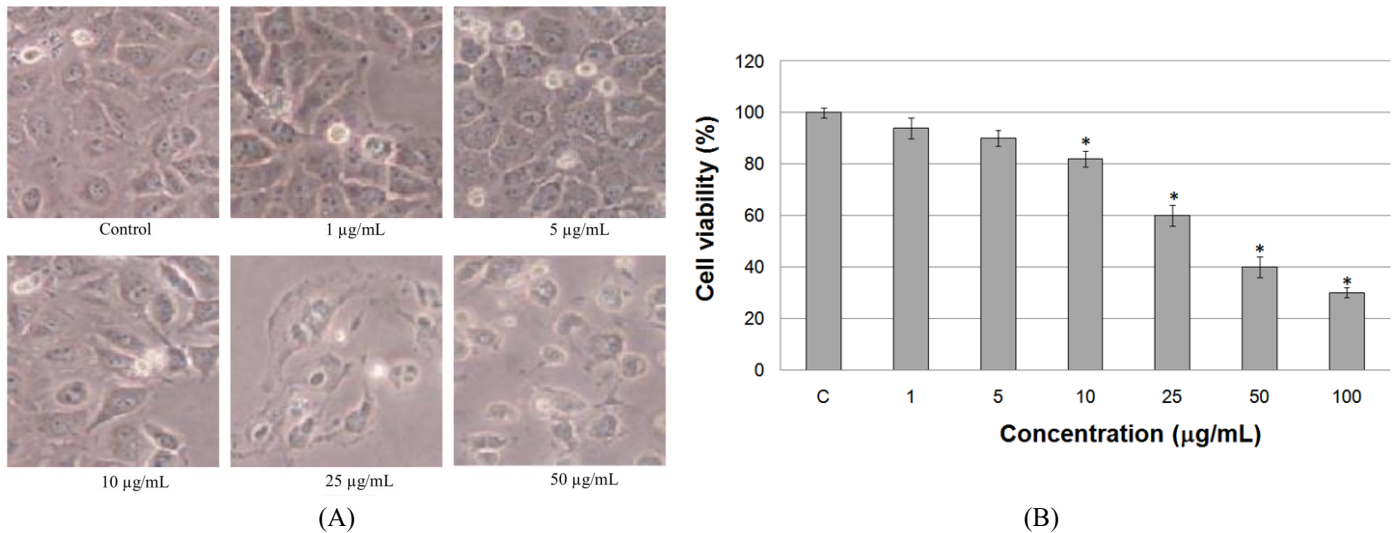 Control
1 µg/mL
5 µg/mL
10 µg/mL
25 µg/mL
50 µg/mL
(A)
Cell viability (%)
120
100
80
60
40
20
0
*
*
*
*
C 1 5 10 25 50 100
Concentration (µg/mL)
(B)